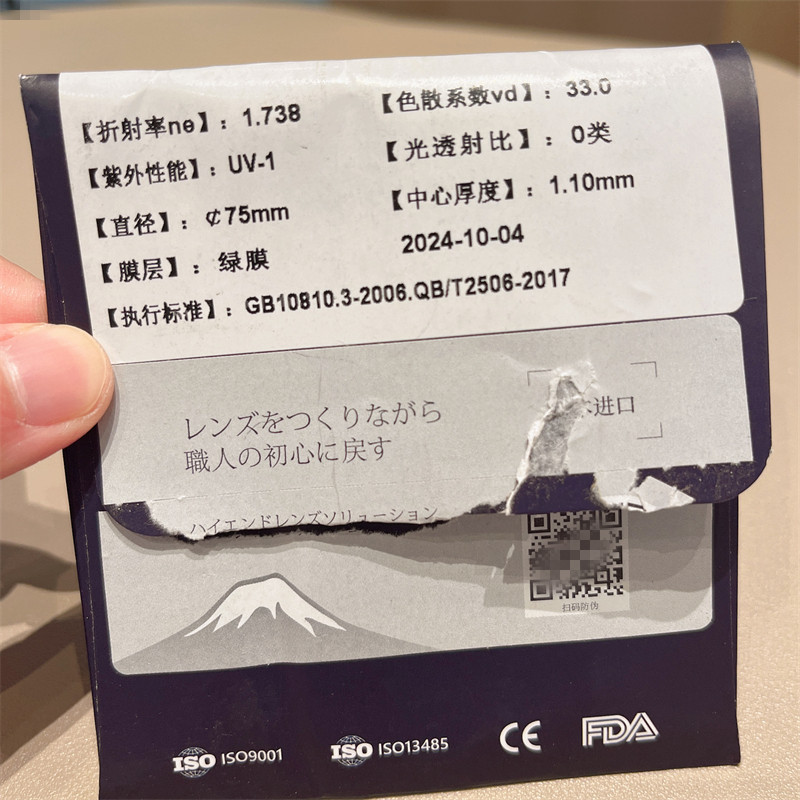 【折射率ne】：1.738
【色散系数vd】：33.0
【紫外性能】：UV-1
【光透射比】：0类
【直径】：¢75mm
【中心厚度】：1.10mm
【膜层】：绿膜
2024-10-04
【执行标准】：GB10810.3-2006.QB/T2506-2017
レンズをつくりながら
職人の初心に戻す
进口
ハイエンドレンズソリューション
扫码防伪
ISO ISO9001
ISO ISO13485
CE
FDA